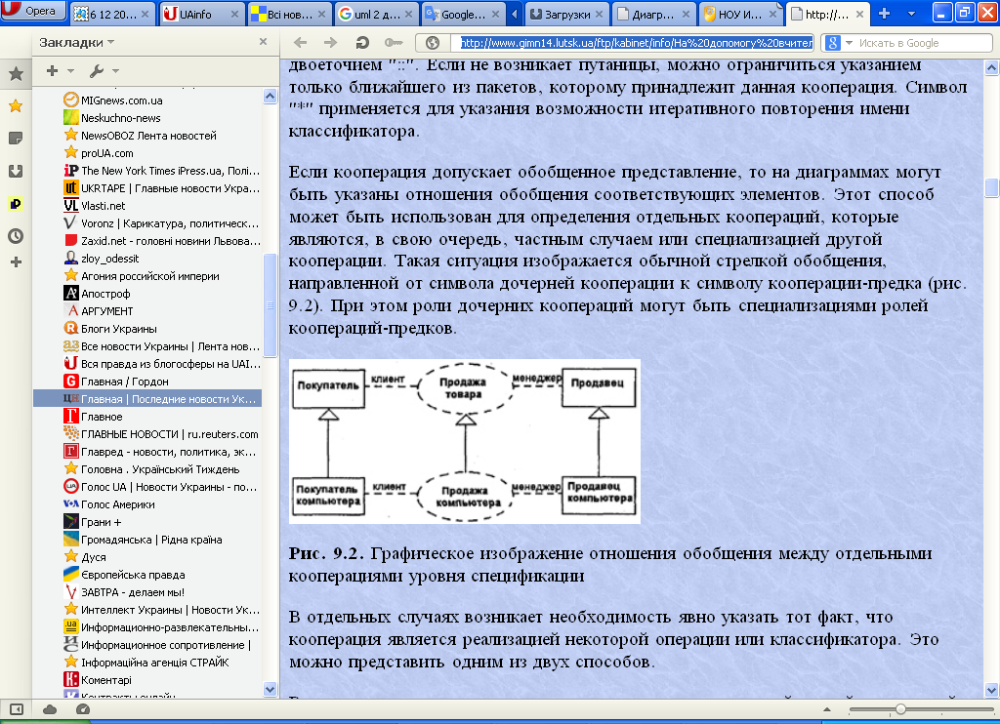 Opera
6 12 20...
UAinfo
Всі нов...
uml 2 д...
Google...
Загрузки
Диагр...
НОУ И...
http://...
Закладки
http://www.gimn14.lutsk.ua/ftp/kabinet/info/На%20допомогу%20вчител
Искать в Google
MIGnews.com.ua
Neskuchno-news
NewsOBOZ Лента новостей
proUA.com
The New York Times iPress.ua, Полі...
UKRTAPE | Главные новости Укра...
Vlasti.net
Voronz | Карикатура, политическ...
Zaxid.net - головні новини Львова...
zloy_odessit
Агония российской империи
Апостроф
АРГУМЕНТ
Блоги Украины
Все новости Украины | Лента нов...
Вся правда из блогосферы на UAI...
Главная / Гордон
Главная | Последние новости Ук...
Главное
ГЛАВНЫЕ НОВОСТИ | ru.reuters.com
Главред - новости, политика, эк...
Головна . Український Тиждень
Голос UA | Новости Украины - по...
Голос Америки
Грани +
Громадянська | Рідна країна
Дуся
Європейська правда
ЗАВТРА - делаем мы!
Интеллект Украины | Новости Ук...
Информационно-развлекательны...
Информационное сопротивление |
Інформаційна агенція СТРАЙК
Коментарі
Контракты онлайн
двоеточием "::". Если не возникает путаницы, можно ограничиться указанием
только ближайшего из пакетов, которому принадлежит данная кооперация. Символ
"*" применяется для указания возможности итеративного повторения имени
классификатора.
Если кооперация допускает обобщенное представление, то на диаграммах могут
быть указаны отношения обобщения соответствующих элементов. Этот способ
может быть использован для определения отдельных коопераций, которые
являются, в свою очередь, частным случаем или специализацией другой
кооперации. Такая ситуация изображается обычной стрелкой обобщения,
направленной от символа дочерней кооперации к символу кооперации-предка (рис.
9.2). При этом роли дочерних коопераций могут быть специализациями ролей
коопераций-предков.
Покупатель
клиент
Продажа
товара
менеджер
Продавец
Покупатель
компьютера
клиент
Продажа
компьютера
менеджер
Продавец
компьютера
Рис. 9.2. Графическое изображение отношения обобщения между отдельными
кооперациями уровня спецификации
В отдельных случаях возникает необходимость явно указать тот факт, что
кооперация является реализацией некоторой операции или классификатора. Это
можно представить одним из двух способов.